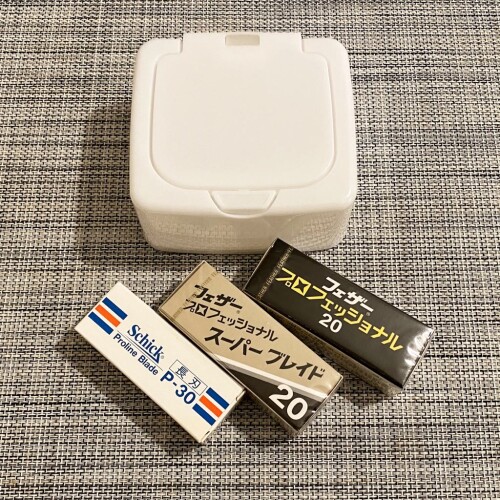 Schick
Proline Blade
長刃
P-30
フェザー
プロフェッショナル
スーパー ブレイド
20
フェザー
プロフェッショナル
20